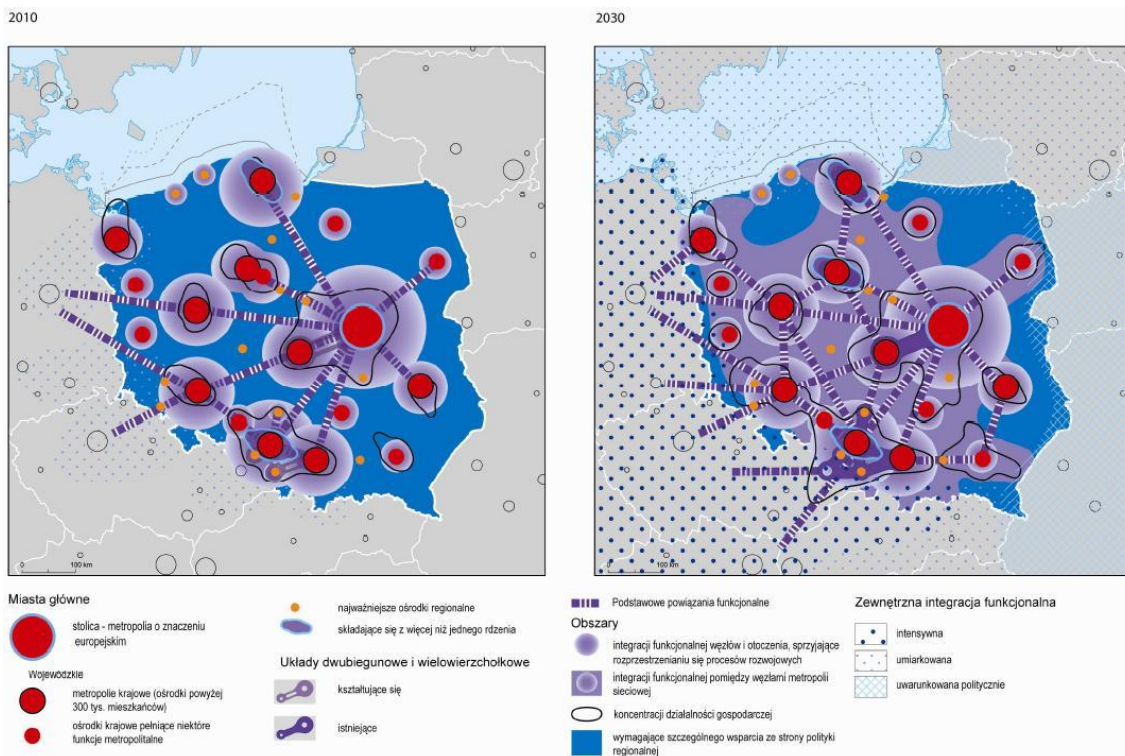 2010
2030
0 100 km
0 100 km
Miasta główne
stolica - metropolia o znaczeniu
europejskim
Wojewódzkie
metropolie krajowe (ośrodki powyżej
300 tys. mieszkańców)
ośrodki krajowe pełniące niektóre
funkcje metropolitalne
najważniejsze ośrodki regionalne
składające się z więcej niż jednego rdzenia
Układy dwubiegunowe i wielowierzchołkowe
kształtujące się
istniejące
Podstawowe powiązania funkcjonalne
Obszary
integracji funkcjonalnej węzłów i otoczenia, sprzyjające
rozprzestrzenianiu się procesów rozwojowych
integracji funkcjonalnej pomiędzy węzłami metropolii
sieciowej
koncentracji działalności gospodarczej
wymagające szczególnego wsparcia ze strony polityki
regionalnej
Zewnętrzna integracja funkcjonalna
intensywna
umiarkowana
uwarunkowana politycznie